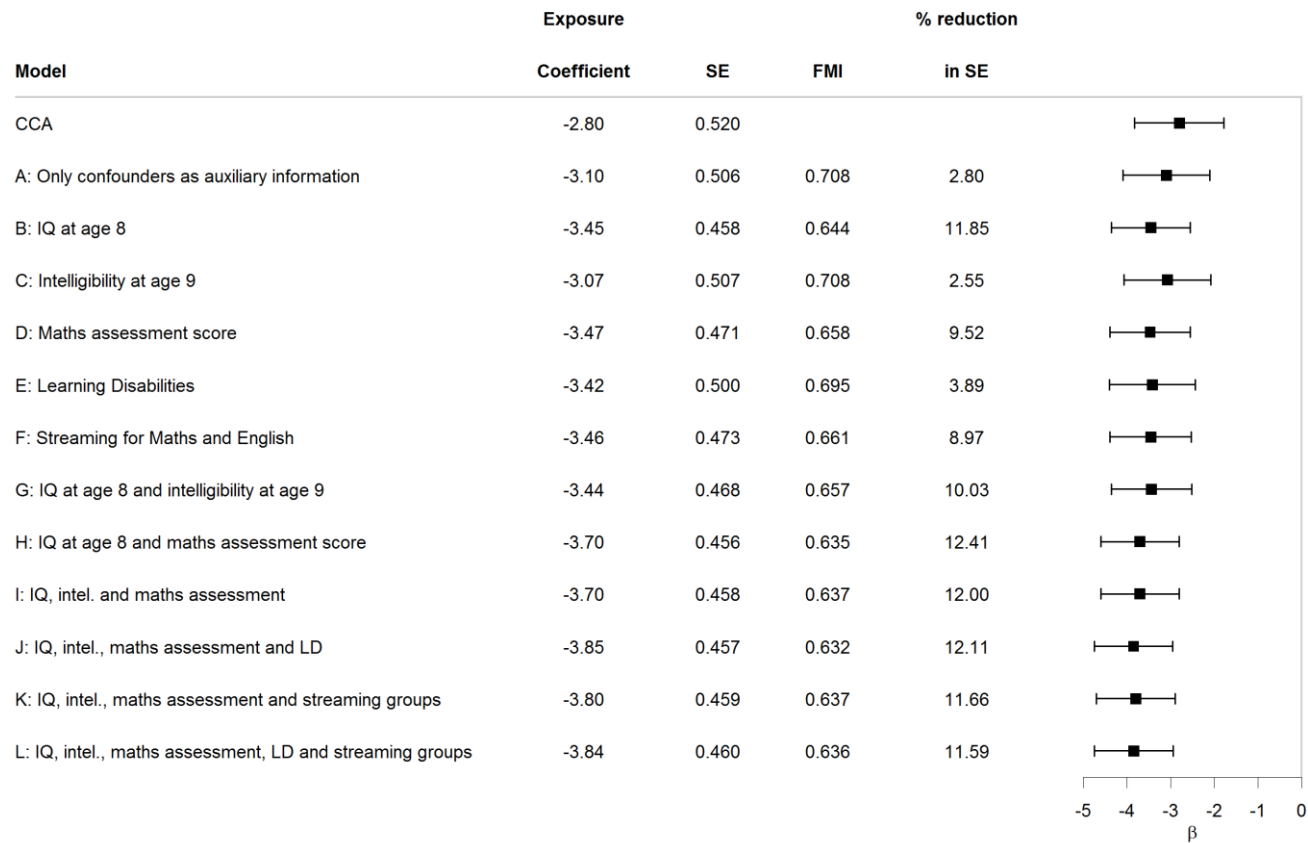 Exposure % reduction
Model Coefficient SE FMI in SE
CCA -2.80 0.520
A: Only confounders as auxiliary information -3.10 0.506 0.708 2.80
B: IQ at age 8 -3.45 0.458 0.644 11.85
C: Intelligibility at age 9 -3.07 0.507 0.708 2.55
D: Maths assessment score -3.47 0.471 0.658 9.52
E: Learning Disabilities -3.42 0.500 0.695 3.89
F: Streaming for Maths and English -3.46 0.473 0.661 8.97
G: IQ at age 8 and intelligibility at age 9 -3.44 0.468 0.657 10.03
H: IQ at age 8 and maths assessment score -3.70 0.456 0.635 12.41
I: IQ, intel. and maths assessment -3.70 0.458 0.637 12.00
J: IQ, intel., maths assessment and LD -3.85 0.457 0.632 12.11
K: IQ, intel., maths assessment and streaming groups -3.80 0.459 0.637 11.66
L: IQ, intel., maths assessment, LD and streaming groups -3.84 0.460 0.636 11.59
-5 -4 -3 -2 -1 0
β